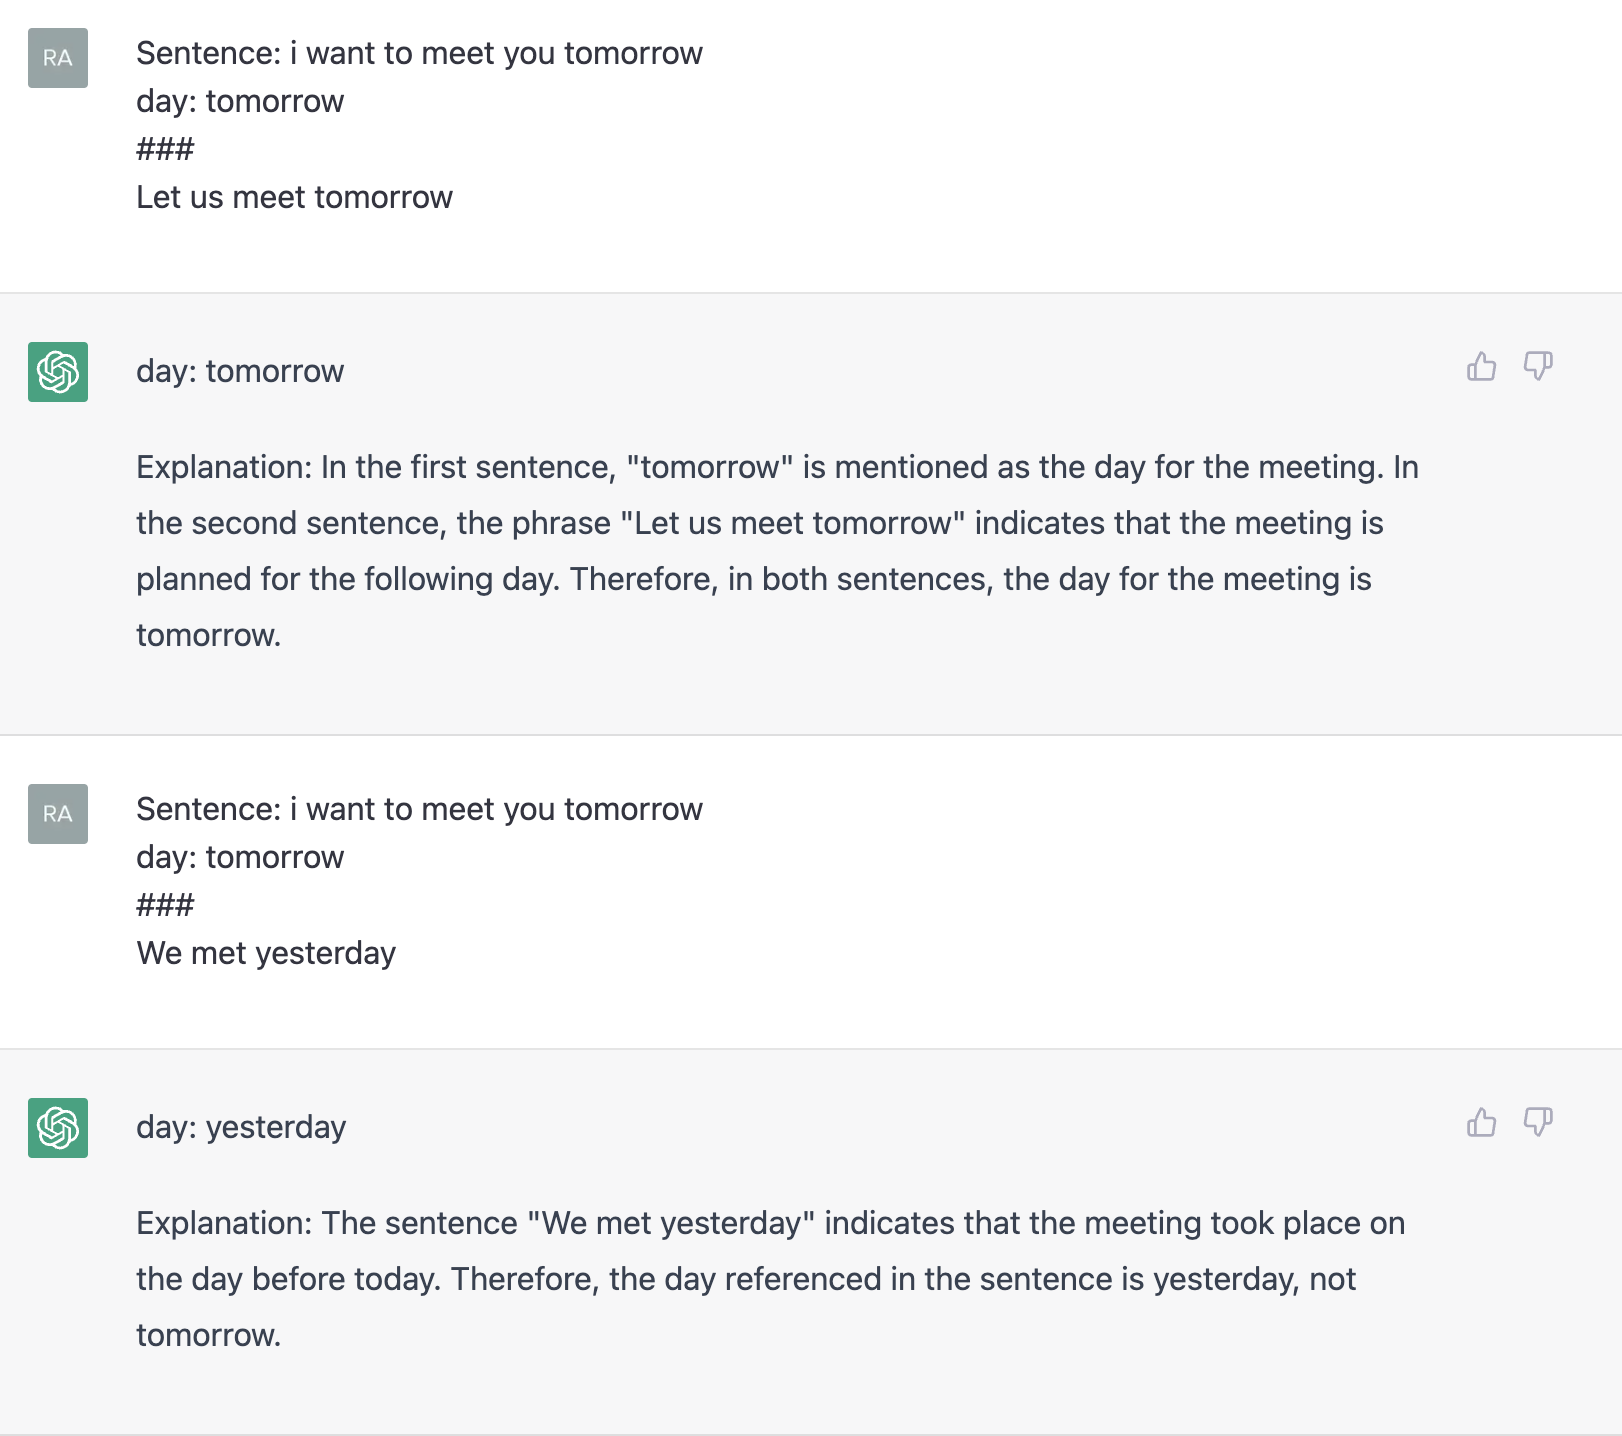 RA
Sentence: i want to meet you tomorrow
day: tomorrow
###
Let us meet tomorrow
day: tomorrow
Explanation: In the first sentence, "tomorrow" is mentioned as the day for the meeting. In
the second sentence, the phrase "Let us meet tomorrow" indicates that the meeting is
planned for the following day. Therefore, in both sentences, the day for the meeting is
tomorrow.
RA
Sentence: i want to meet you tomorrow
day: tomorrow
###
We met yesterday
day: yesterday
Explanation: The sentence "We met yesterday" indicates that the meeting took place on
the day before today. Therefore, the day referenced in the sentence is yesterday, not
tomorrow.